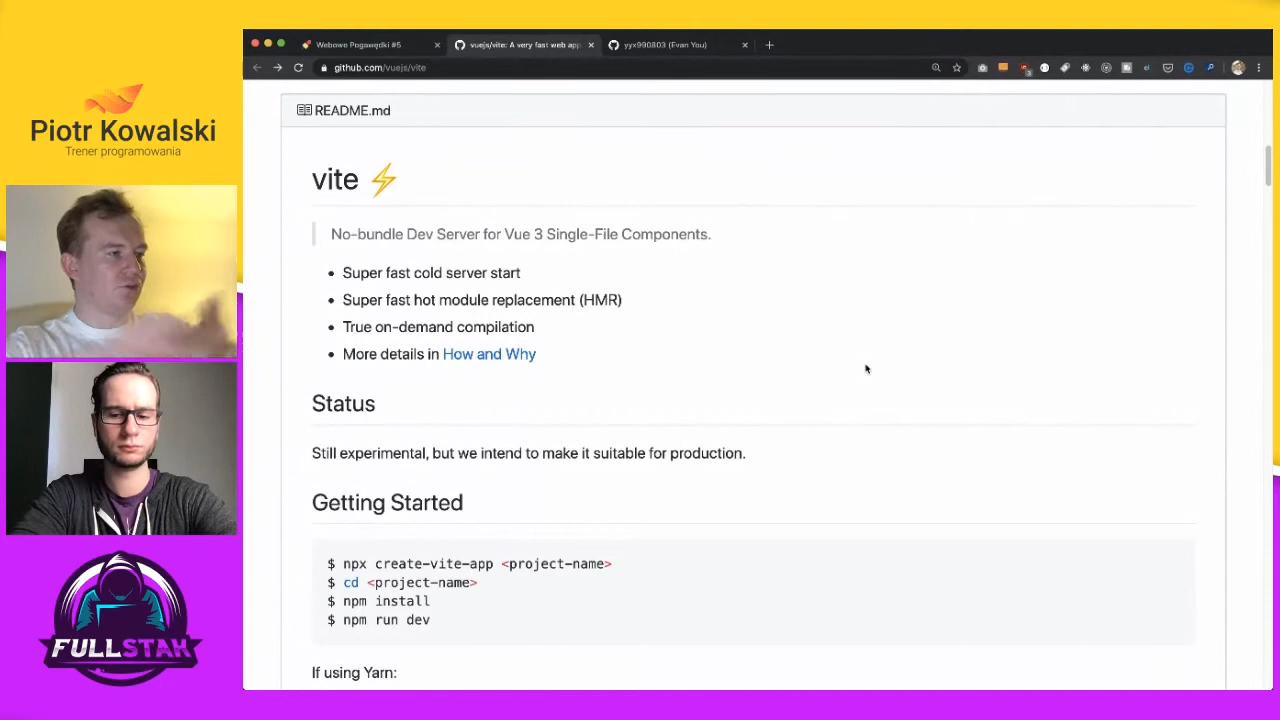 Piotr Kowalski
Trener programowania
FULLSTAK
Webowe Pogawędki #5
vuejs/vite: A very fast web app
yyx990803 (Evan You)
github.com/vuejs/vite
README.md
vite ⚡
No-bundle Dev Server for Vue 3 Single-File Components.
• Super fast cold server start
• Super fast hot module replacement (HMR)
• True on-demand compilation
• More details in How and Why
Status
Still experimental, but we intend to make it suitable for production.
Getting Started
$ npx create-vite-app <project-name>
$ cd <project-name>
$ npm install
$ npm run dev
If using Yarn: